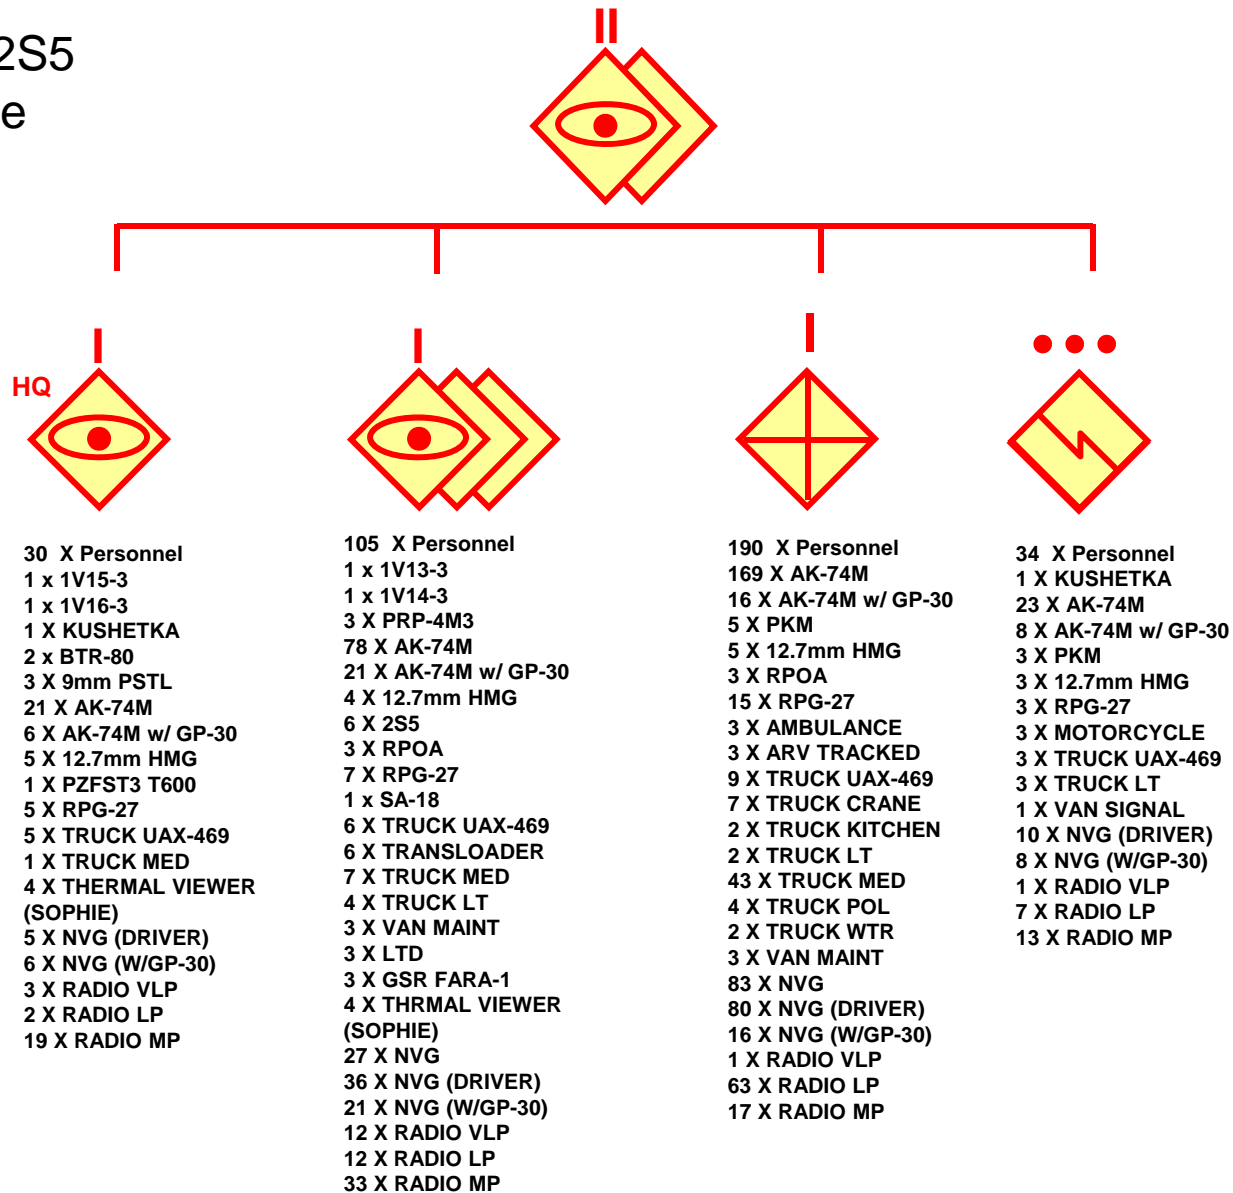 2S5
e
HQ
30 X Personnel
1 x 1V15-3
1 x 1V16-3
1 X KUSHETKA
2 x BTR-80
3 X 9mm PSTL
21 X AK-74M
6 X AK-74M w/ GP-30
5 X 12.7mm HMG
1 X PZFST3 T600
5 X RPG-27
5 X TRUCK UAX-469
1 X TRUCK MED
4 X THERMAL VIEWER
(SOPHIE)
5 X NVG (DRIVER)
6 X NVG (W/GP-30)
3 X RADIO VLP
2 X RADIO LP
19 X RADIO MP
105 X Personnel
1 x 1V13-3
1 x 1V14-3
3 X PRP-4M3
78 X AK-74M
21 X AK-74M w/ GP-30
4 X 12.7mm HMG
6 X 2S5
3 X RPOA
7 X RPG-27
1 x SA-18
6 X TRUCK UAX-469
6 X TRANSLOADER
7 X TRUCK MED
4 X TRUCK LT
3 X VAN MAINT
3 X LTD
3 X GSR FARA-1
4 X THRMAL VIEWER
(SOPHIE)
27 X NVG
36 X NVG (DRIVER)
21 X NVG (W/GP-30)
12 X RADIO VLP
12 X RADIO LP
33 X RADIO MP
190 X Personnel
169 X AK-74M
16 X AK-74M w/ GP-30
5 X PKM
5 X 12.7mm HMG
3 X RPOA
15 X RPG-27
3 X AMBULANCE
3 X ARV TRACKED
9 X TRUCK UAX-469
7 X TRUCK CRANE
2 X TRUCK KITCHEN
2 X TRUCK LT
43 X TRUCK MED
4 X TRUCK POL
2 X TRUCK WTR
3 X VAN MAINT
83 X NVG
80 X NVG (DRIVER)
16 X NVG (W/GP-30)
1 X RADIO VLP
63 X RADIO LP
17 X RADIO MP
34 X Personnel
1 X KUSHETKA
23 X AK-74M
8 X AK-74M w/ GP-30
3 X PKM
3 X 12.7mm HMG
3 X RPG-27
3 X MOTORCYCLE
3 X TRUCK UAX-469
3 X TRUCK LT
1 X VAN SIGNAL
10 X NVG (DRIVER)
8 X NVG (W/GP-30)
1 X RADIO VLP
7 X RADIO LP
13 X RADIO MP